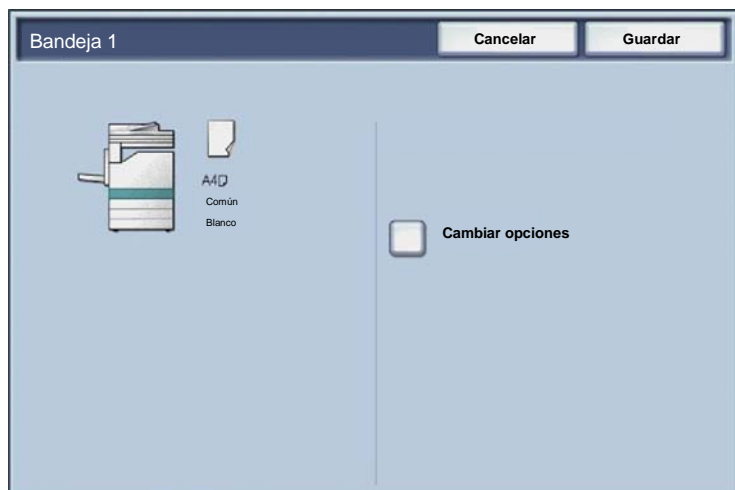 Bandeja 1
Cancelar
Guardar
A4
Común
Blanco
Cambiar opciones